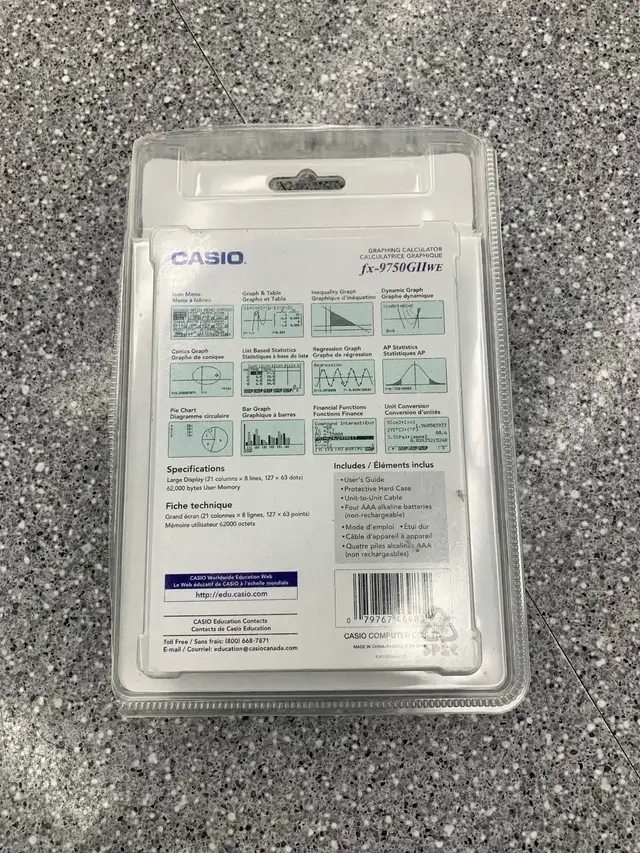 CASIO
GRAPHING CALCULATOR
CALCULATRICE GRAPHIQUE
fx-9750GIIWE
Icon Menu
Menu à icônes
Graph & Table
Graphe et Table
Inequality Graph
Graphique d'inéquation
Dynamic Graph
Graphe dynamique
Conics Graph
Graphe de conique
List Based Statistics
Statistiques à base de liste
Regression Graph
Graphe de régression
AP Statistics
Statistiques AP
Pie Chart
Diagramme circulaire
Bar Graph
Graphique à barres
Financial Functions
Fonctions Finance
Unit Conversion
Conversion d'unités
Specifications
Large Display (21 columns × 8 lines, 127 × 63 dots)
62,000 bytes User Memory
Fiche technique
Grand écran (21 colonnes × 8 lignes, 127 × 63 points)
Mémoire utilisateur 62000 octets
Includes / Éléments inclus
• User's Guide
• Protective Hard Case
• Unit-to-Unit Cable
• Four AAA alkaline batteries
(non-rechargeable)
• Mode d'emploi • Étui dur
• Câble d'appareil à appareil
• Quatre piles alcalines AAA
(non rechargeables)
CASIO Worldwide Education Web
Le Web éducatif de CASIO à l'échelle mondiale
http://edu.casio.com
CASIO Education Contacts
Contacts de Casio Education
Toll Free / Sans frais: (800) 668-7871
E-mail / Courriel: education@casiocanada.com
0 79767
CASIO COMPUTER CO.
MADE IN CHINA